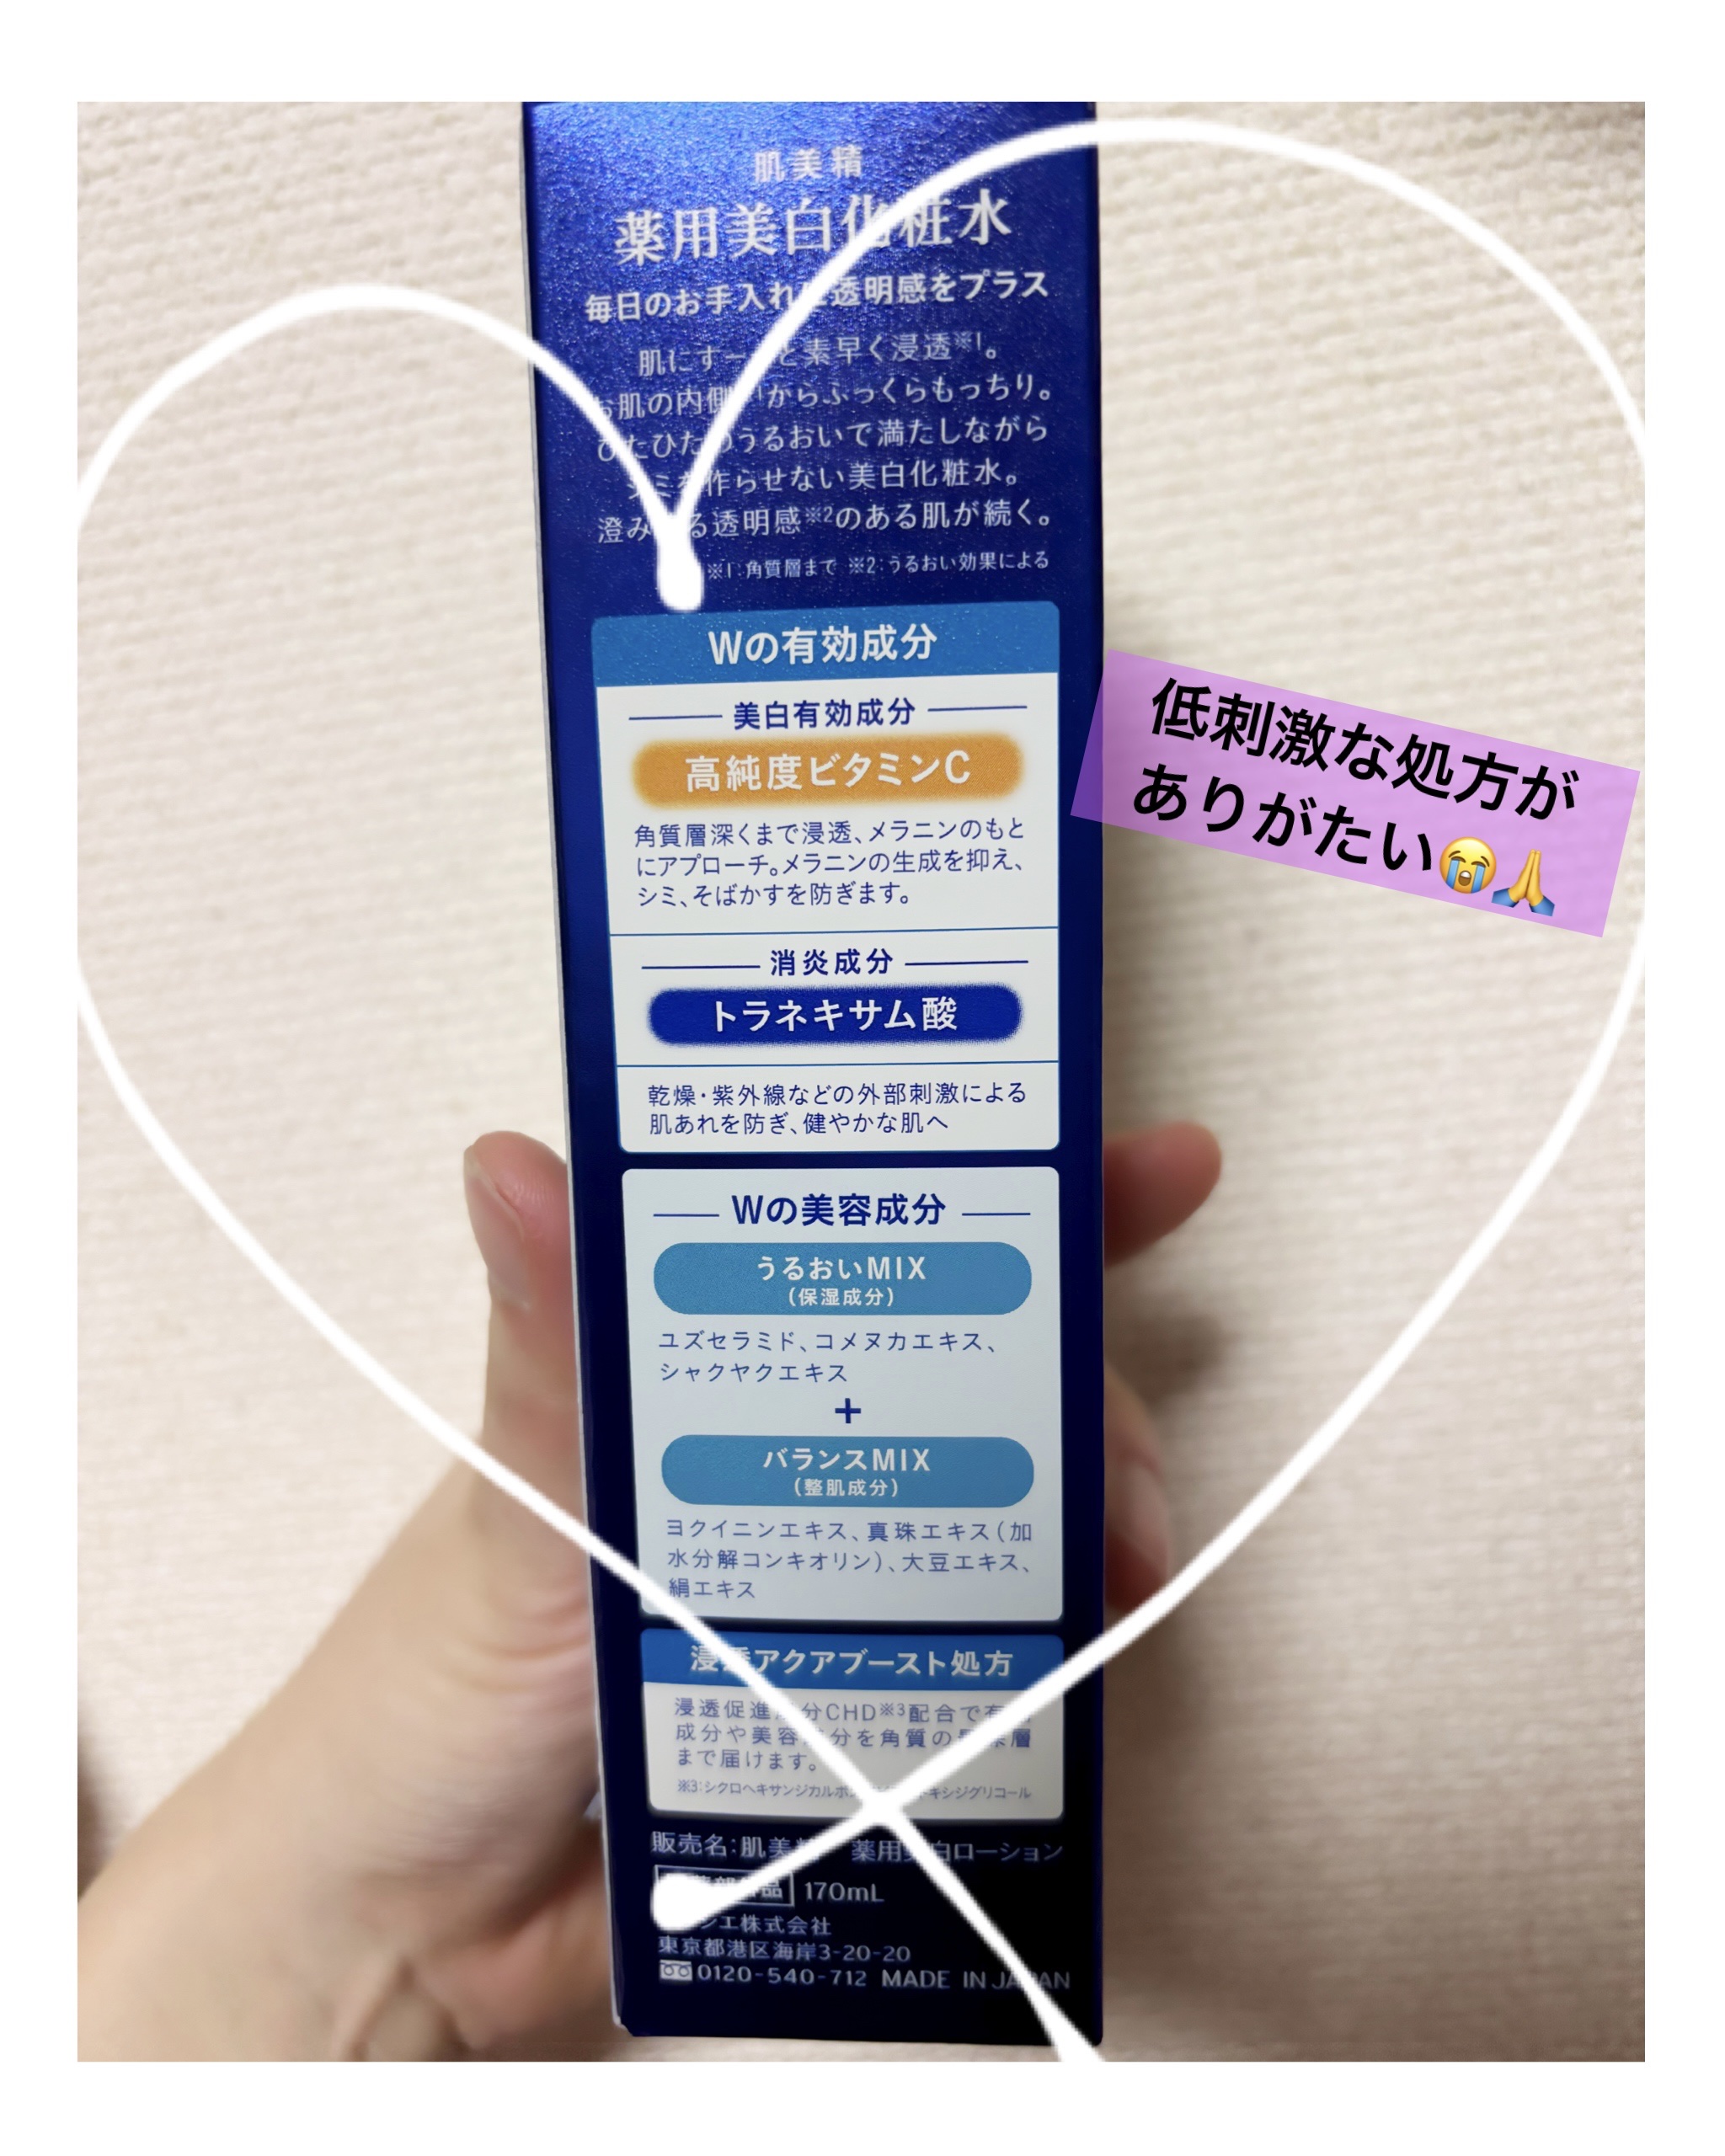 肌美精
薬用美白化粧水
毎日のお手入れ 透明感をプラス
肌にす と素早く浸透※1。
お肌の内側 からふっくらもっちり。
ひたひた うるおいで満たしながら
シミを作らせない美白化粧水。
澄み る透明感※2のある肌が続く。
※1:角質層まで ※2:うるおい効果による
Wの有効成分
美白有効成分
高純度ビタミンC
角質層深くまで浸透、メラニンのもと
にアプローチ。メラニンの生成を抑え、
シミ、そばかすを防ぎます。
低刺激な処方が
ありがたい😭🙏
消炎成分
トラネキサム酸
乾燥・紫外線などの外部刺激による
肌あれを防ぎ、健やかな肌へ
Wの美容成分
うるおいMIX
(保湿成分)
ユズセラミド、コメヌカエキス、
シャクヤクエキス
+
バランスMIX
(整肌成分)
ヨクイニンエキス、真珠エキス(加
水分解コンキオリン)、大豆エキス、
絹エキス
浸透アクアブースト処方
浸透促進 分CHD※3配合で有
成分や美容 分を角質の 層
まで届けます。
※3:シクロヘキサンジカルボ キシジグリコール
販売名:肌美 薬用 白ローション
部 品 170mL
シエ株式会社
東京都港区海岸3-20-20
0120-540-712 MADE IN JAPAN